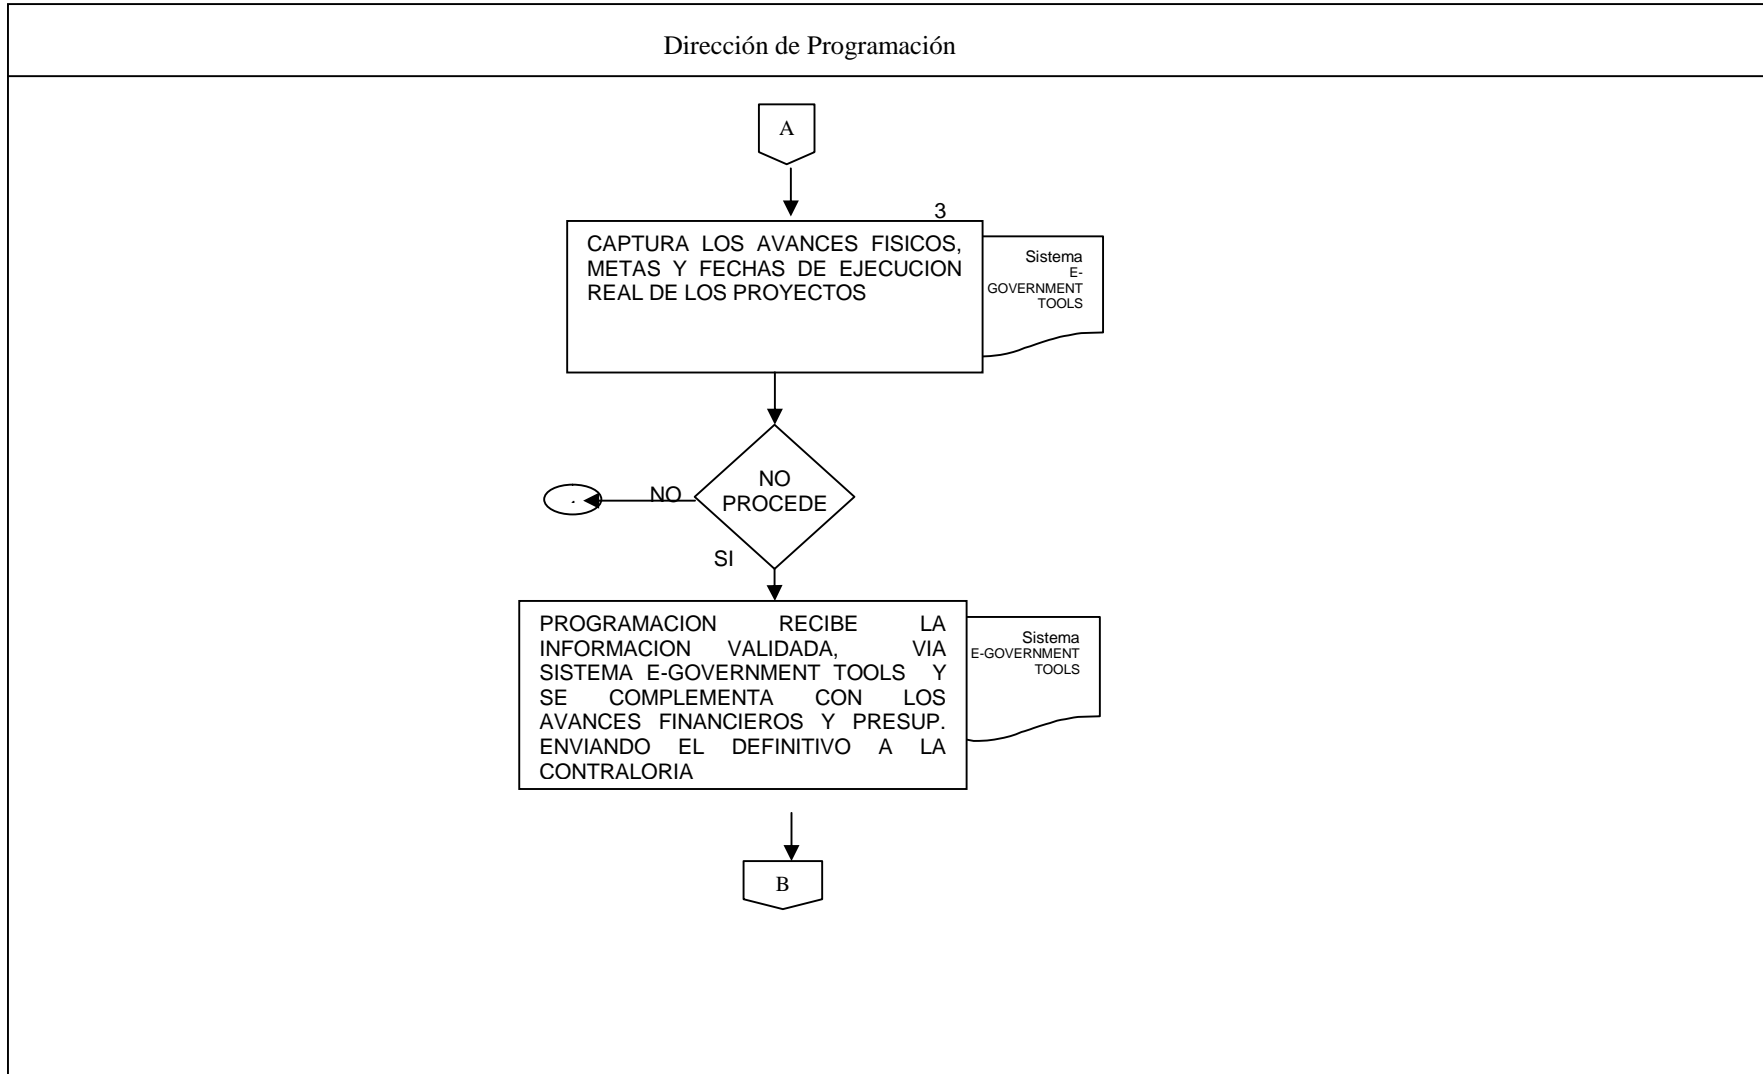 Dirección de Programación
A
3
CAPTURA LOS AVANCES FISICOS,
METAS Y FECHAS DE EJECUCION
REAL DE LOS PROYECTOS
Sistema
E-
GOVERNMENT
TOOLS
NO
PROCEDE
NO
SI
PROGRAMACION RECIBE LA
INFORMACION VALIDADA, VIA
SISTEMA E-GOVERNMENT TOOLS Y
SE COMPLEMENTA CON LOS
AVANCES FINANCIEROS Y PRESUP.
ENVIANDO EL DEFINITIVO A LA
CONTRALORIA
Sistema
E-GOVERNMENT
TOOLS
B